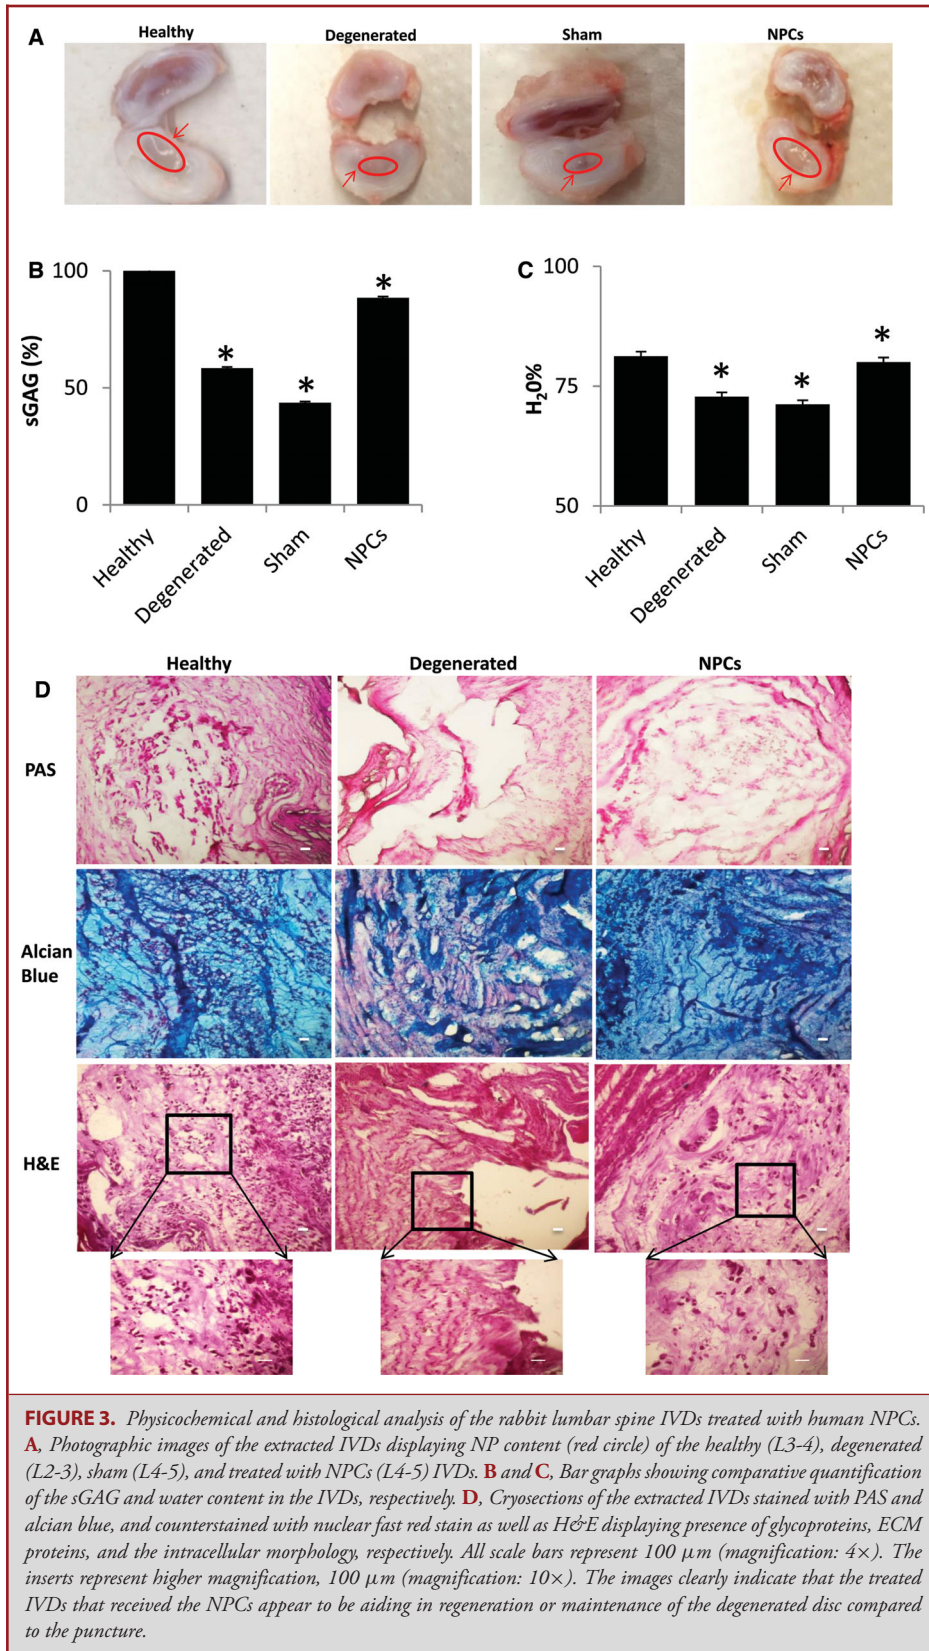 A
Healthy
Degenerated
Sham
NPCs
B
sGAG (%)
100
50
0
Healthy
Degenerated
Sham
NPCs
*
*
*
C
H₂0%
100
75
50
Healthy
Degenerated
Sham
NPCs
*
*
*
D
Healthy
Degenerated
NPCs
PAS
Alcian
Blue
H&E
FIGURE 3. Physicochemical and histological analysis of the rabbit lumbar spine IVDs treated with human NPCs.
A, Photographic images of the extracted IVDs displaying NP content (red circle) of the healthy (L3-4), degenerated
(L2-3), sham (L4-5), and treated with NPCs (L4-5) IVDs. B and C, Bar graphs showing comparative quantification
of the sGAG and water content in the IVDs, respectively. D, Cryosections of the extracted IVDs stained with PAS and
alcian blue, and counterstained with nuclear fast red stain as well as H&E displaying presence of glycoproteins, ECM
proteins, and the intracellular morphology, respectively. All scale bars represent 100 μm (magnification: 4×). The
inserts represent higher magnification, 100 μm (magnification: 10×). The images clearly indicate that the treated
IVDs that received the NPCs appear to be aiding in regeneration or maintenance of the degenerated disc compared
to the puncture.